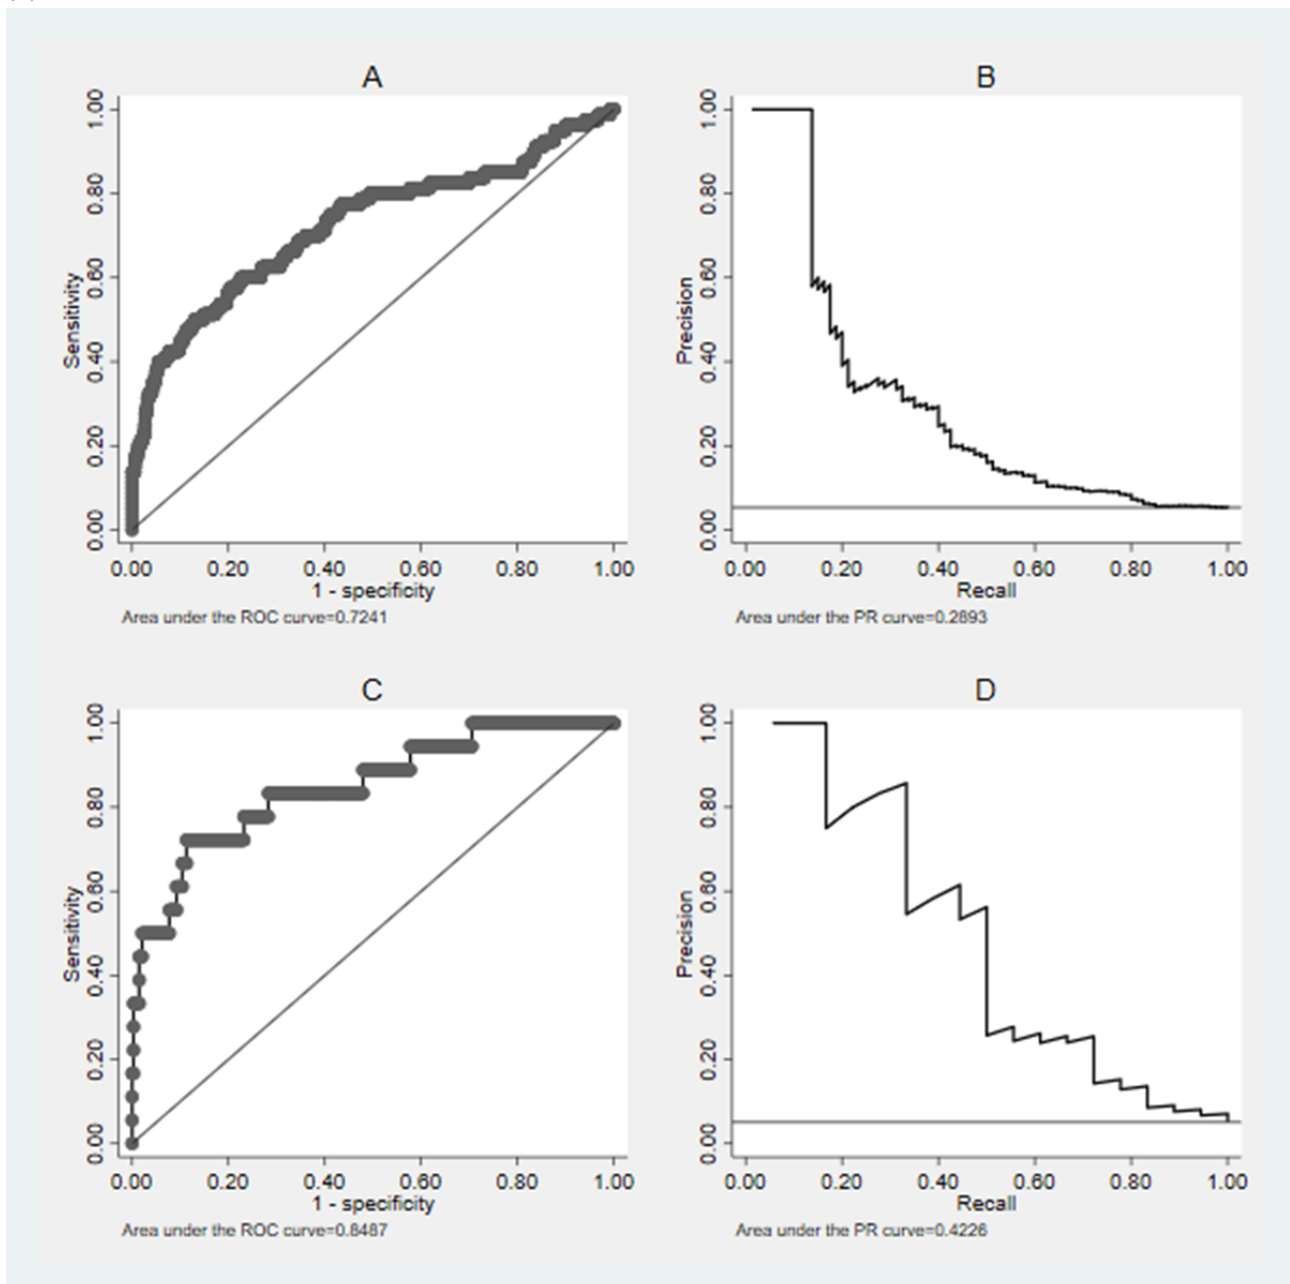 A
1.00
0.80
0.60
0.40
0.20
0.00
Sensitivity
0.00 0.20 0.40 0.60 0.80 1.00
1 - specificity
Area under the ROC curve=0.7241
B
1.00
0.80
0.60
0.40
0.20
0.00
Precision
0.00 0.20 0.40 0.60 0.80 1.00
Recall
Area under the PR curve=0.2893
C
1.00
0.80
0.60
0.40
0.20
0.00
Sensitivity
0.00 0.20 0.40 0.60 0.80 1.00
1 - specificity
Area under the ROC curve=0.8487
D
1.00
0.80
0.60
0.40
0.20
0.00
Precision
0.00 0.20 0.40 0.60 0.80 1.00
Recall
Area under the PR curve=0.4226